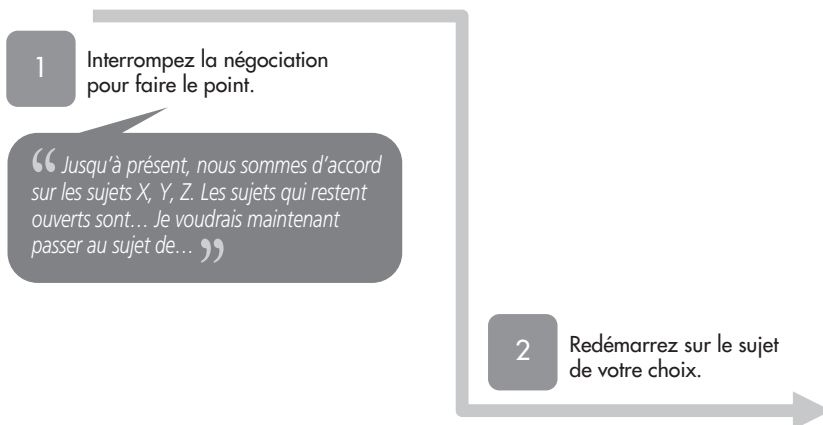 1
Interrompez la négociation
pour faire le point.
“ Jusqu’à présent, nous sommes d’accord
sur les sujets X, Y, Z. Les sujets qui restent
ouverts sont… Je voudrais maintenant
passer au sujet de… ”
2
Redémarrez sur le sujet
de votre choix.